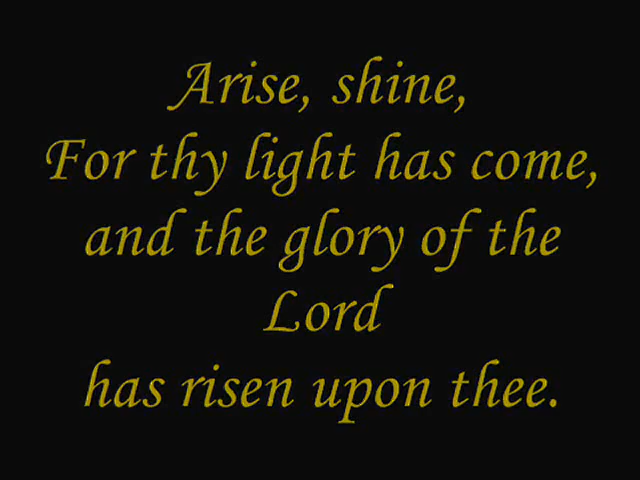 Arise, shine,
For thy light has come,
and the glory of the
Lord
has risen upon thee.